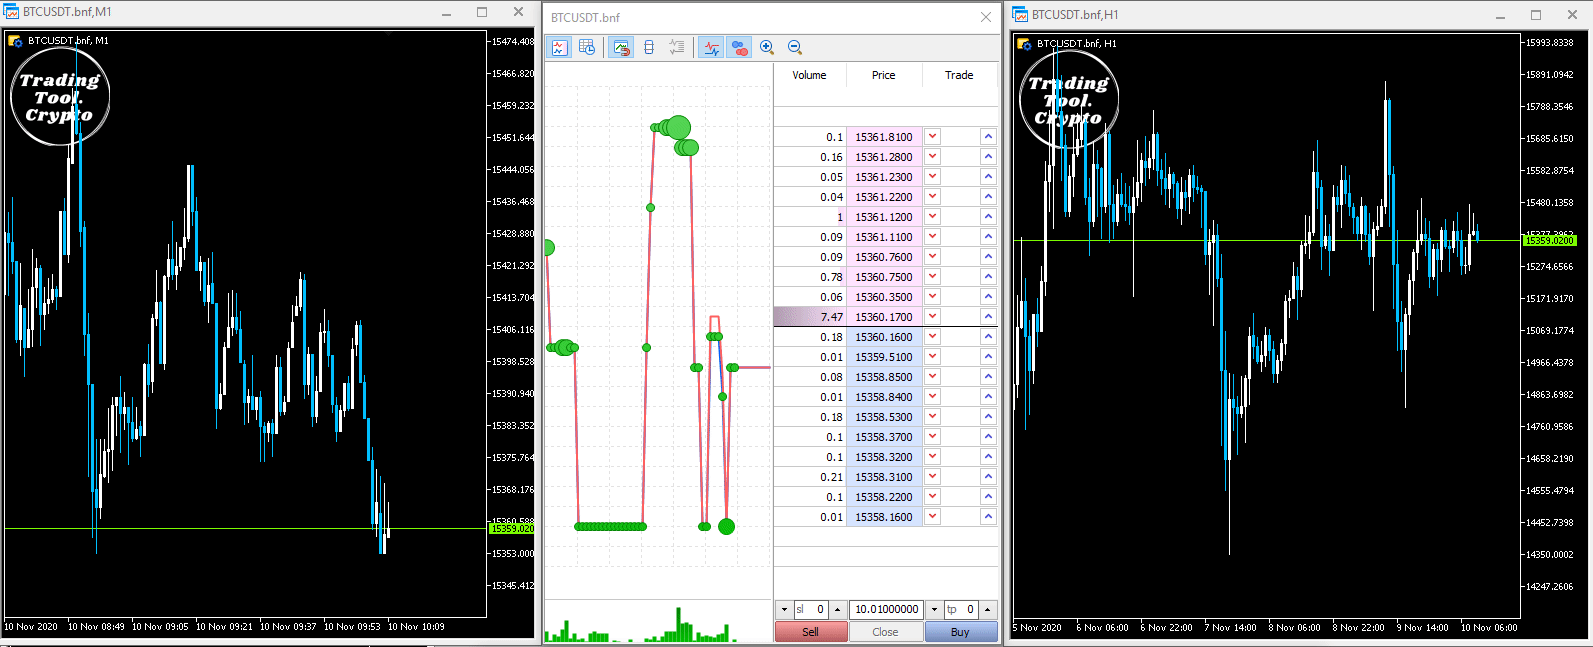 BTCUSDT.bnf,M1
BTCUSDT.bnf, M1
Trading
Tool.
Crypto
15474.408
15466.820
15459.232
15451.644
15444.056
15436.468
15428.880
15421.292
15413.704
15406.116
15398.528
15390.940
15383.352
15375.764
15368.176
15360.588
15359.020
15353.000
15345.412
10 Nov 2020
10 Nov 08:49
10 Nov 09:05
10 Nov 09:21
10 Nov 09:37
10 Nov 09:53
10 Nov 10:09
BTCUSDT.bnf
Volume Price Trade
0.1 15361.8100
0.16 15361.2800
0.05 15361.2300
0.04 15361.2200
1 15361.1200
0.09 15361.1100
0.09 15360.7600
0.78 15360.7500
0.06 15360.3500
7.47 15360.1700
0.18 15360.1600
0.01 15359.5100
0.08 15358.8500
0.01 15358.8400
0.18 15358.5300
0.1 15358.3700
0.1 15358.3200
0.21 15358.3100
0.1 15358.2200
0.01 15358.1600
sl 0 10.01000000 tp 0
Sell Close Buy
BTCUSDT.bnf,H1
BTCUSDT.bnf, H1
Trading
Tool.
Crypto
15993.8338
15891.0942
15788.3546
15685.6150
15582.8754
15480.1358
15377.3962
15359.0200
15274.6566
15171.9170
15069.1774
14966.4378
14863.6982
14760.9586
14658.2190
14555.4794
14452.7398
14350.0002
14247.2606
5 Nov 2020
6 Nov 06:00
6 Nov 22:00
7 Nov 14:00
8 Nov 06:00
8 Nov 22:00
9 Nov 14:00
10 Nov 06:00